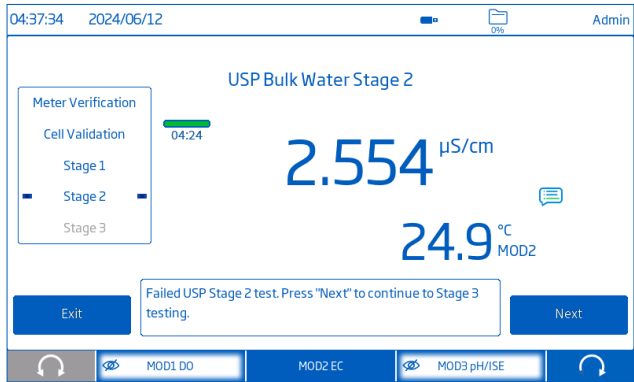 04:37:34 2024/06/12 0% Admin
USP Bulk Water Stage 2
Meter Verification
Cell Validation
Stage 1
Stage 2
Stage 3
04:24
2.554 µS/cm
24.9 °C
MOD2
Failed USP Stage 2 test. Press "Next" to continue to Stage 3
testing.
Exit
Next
MOD1 DO MOD2 EC MOD3 pH/ISE